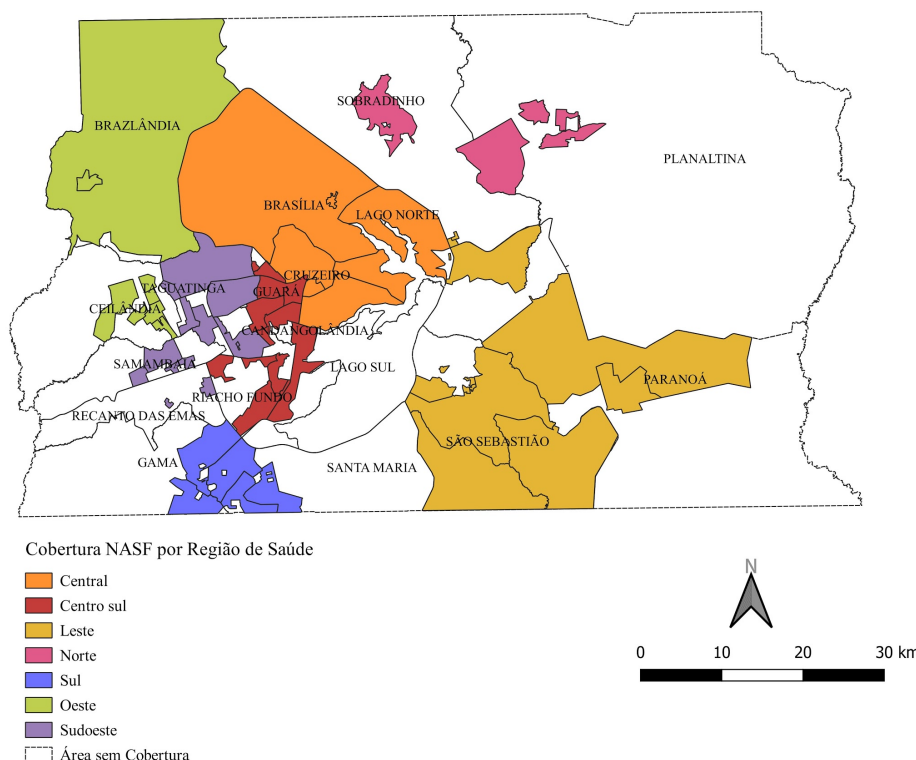 SOBRADINHO
BRAZLÂNDIA
PLANALTINA
BRASÍLIA
LAGO NORTE
CRUZEIRO
TAGUATINGA
GUARÁ
CEILÂNDIA
CANDANGOLÂNDIA
SAMAMBAIA
LAGO SUL
PARANOÁ
RIACHO FUNDO
RECANTO DAS EMAS
SÃO SEBASTIÃO
GAMA
SANTA MARIA
Cobertura NASF por Região de Saúde
Central
Centro sul
Leste
Norte
Sul
Oeste
Sudoeste
Área sem Cobertura
N
0 10 20 30 km